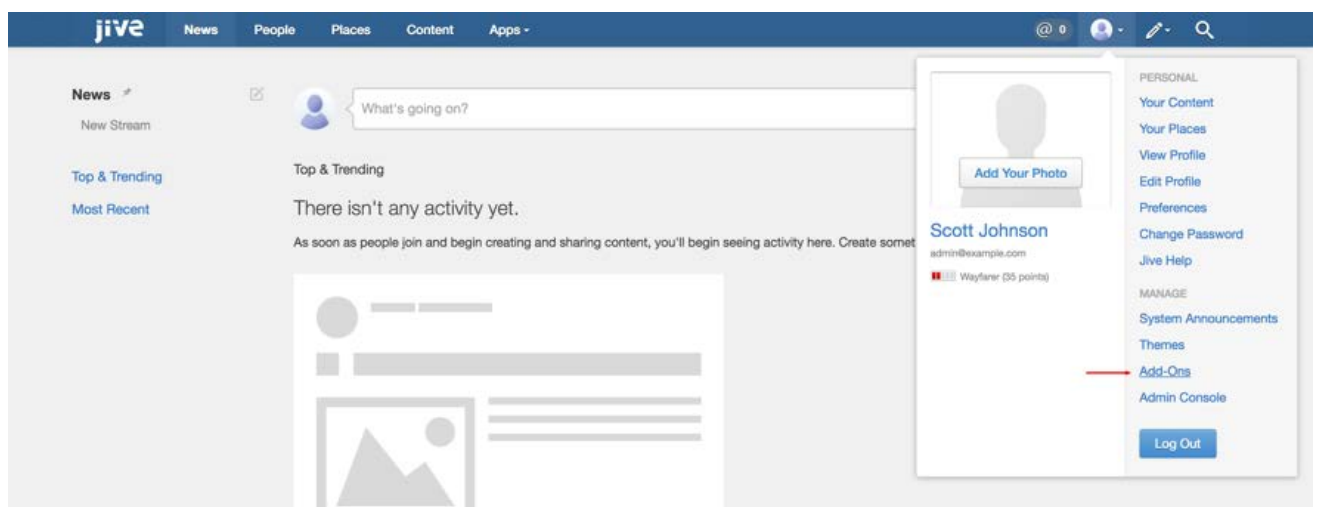 jive News People Places Content Apps @ 0
News
New Stream
Top & Trending
Most Recent
What's going on?
Top & Trending
There isn't any activity yet.
As soon as people join and begin creating and sharing content, you'll begin seeing activity here. Create somet
Add Your Photo
Scott Johnson
admin@example.com
Wayfarer (35 points)
PERSONAL
Your Content
Your Places
View Profile
Edit Profile
Preferences
Change Password
Jive Help
MANAGE
System Announcements
Themes
Add-Ons
Admin Console
Log Out